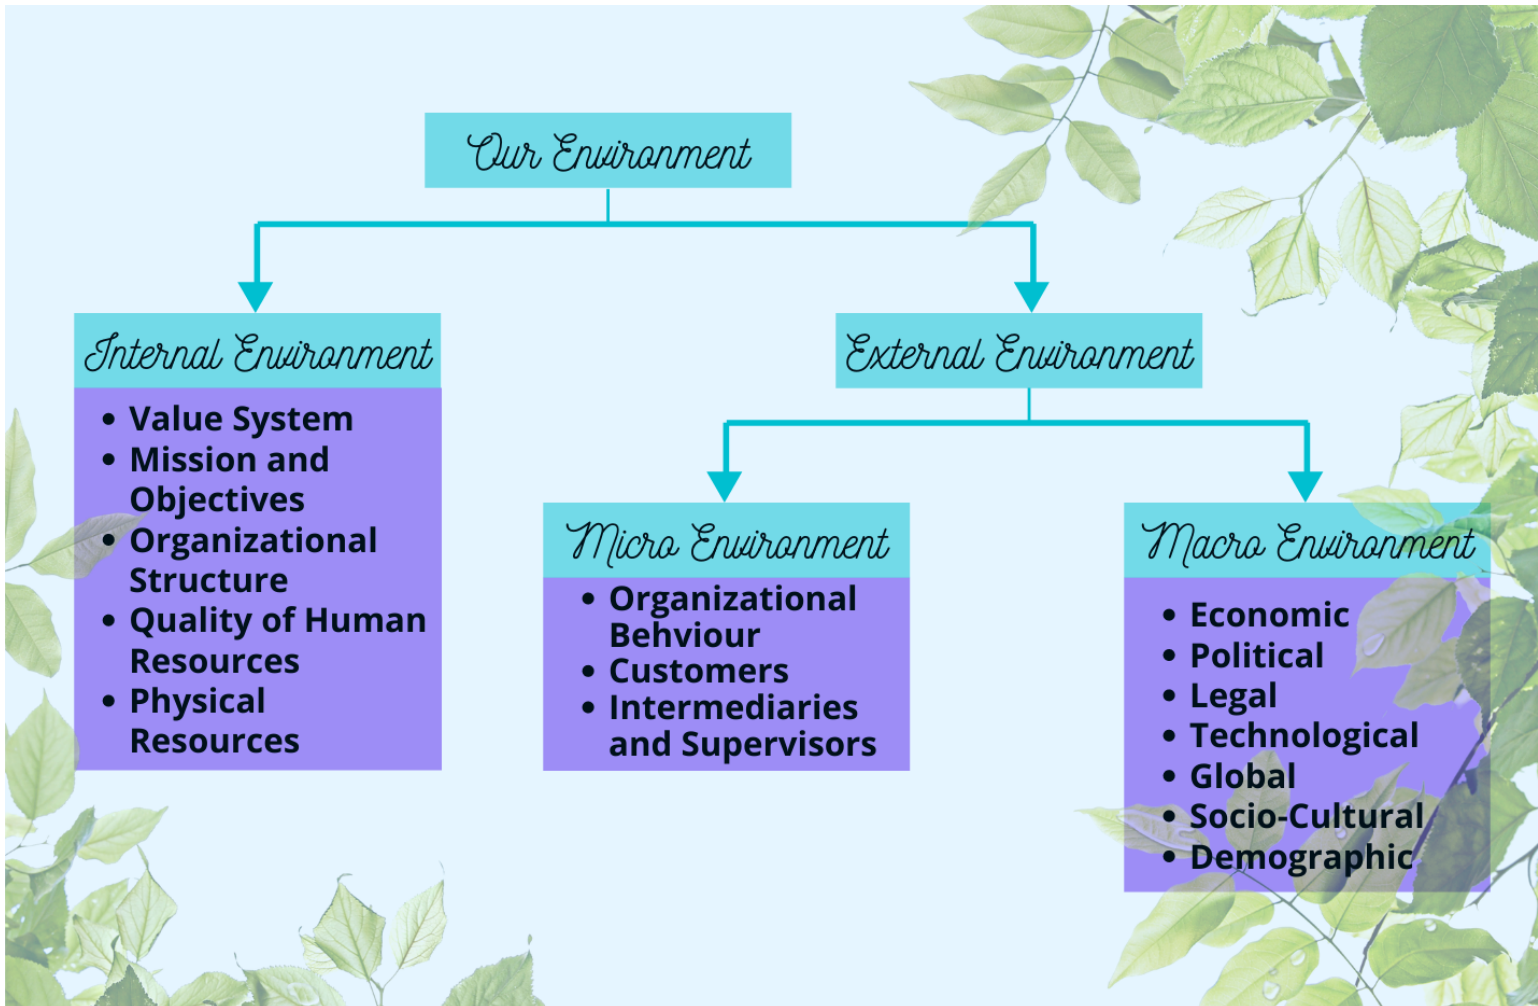 Our Environment
Internal Environment
• Value System
• Mission and
Objectives
• Organizational
Structure
• Quality of Human
Resources
• Physical
Resources
External Environment
Micro Environment
• Organizational
Behviour
• Customers
• Intermediaries
and Supervisors
Macro Environment
• Economic
• Political
• Legal
• Technological
• Global
• Socio-Cultural
• Demographic